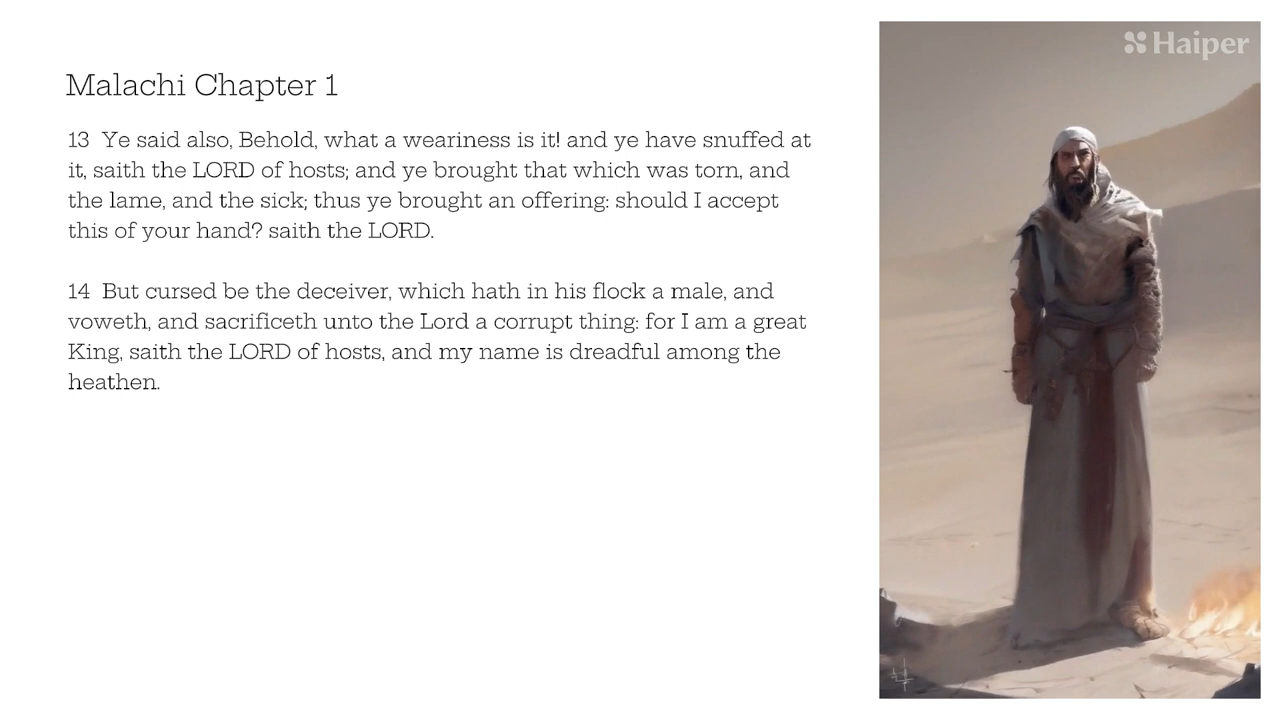 Malachi Chapter 1
13 Ye said also, Behold, what a weariness is it! and ye have snuffed at
it, saith the LORD of hosts; and ye brought that which was torn, and
the lame, and the sick; thus ye brought an offering: should I accept
this of your hand? saith the LORD.
14 But cursed be the deceiver, which hath in his flock a male, and
voweth, and sacrificeth unto the Lord a corrupt thing: for I am a great
King, saith the LORD of hosts, and my name is dreadful among the
heathen.
Haiper